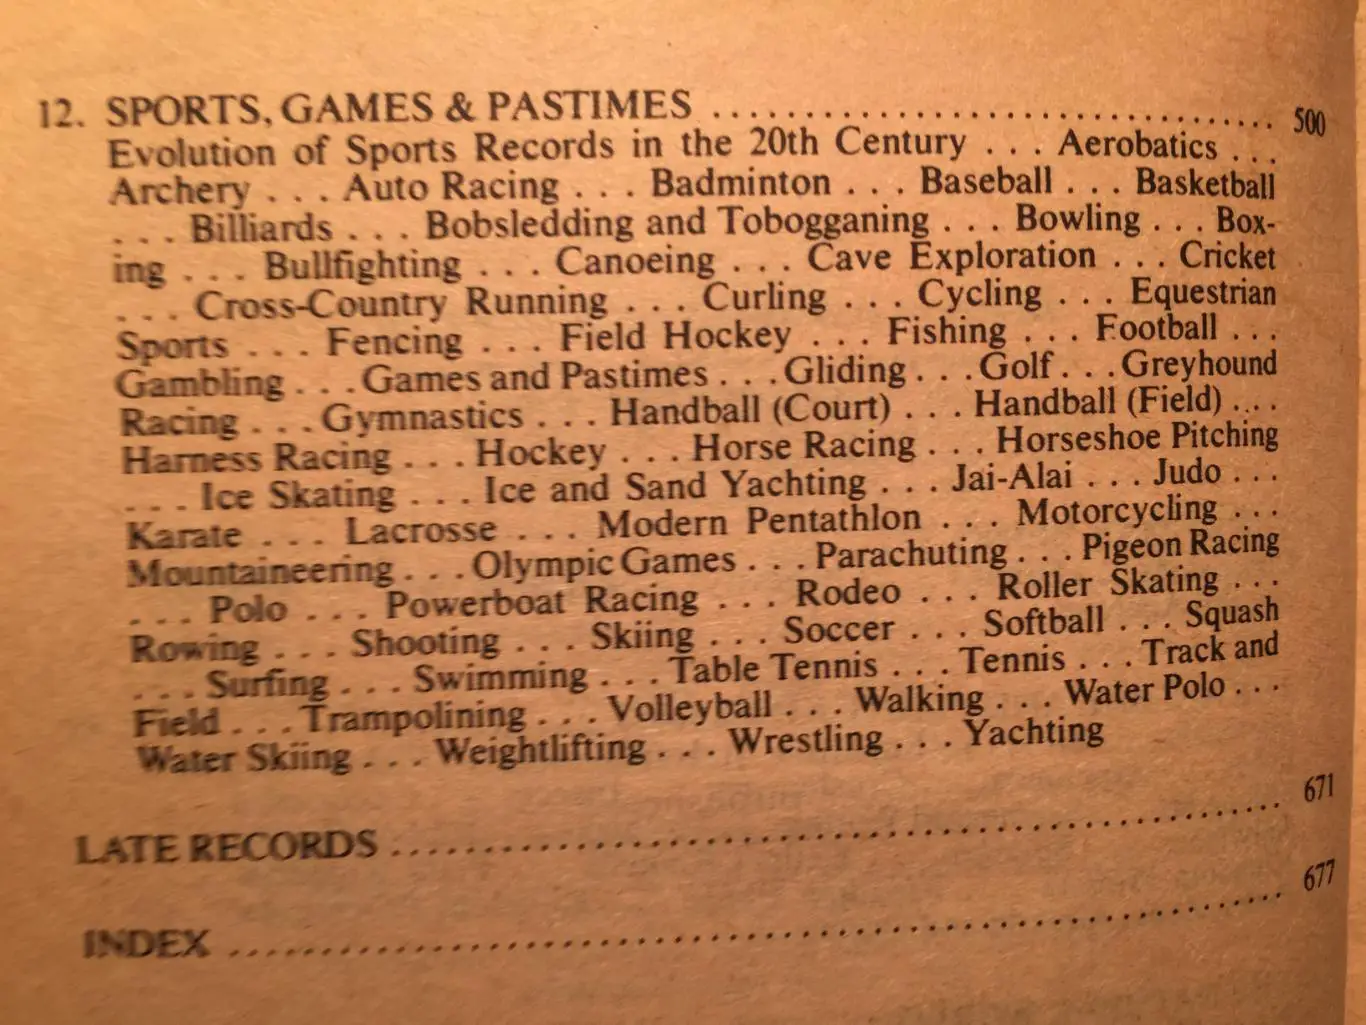 12. SPORTS, GAMES & PASTIMES .............................. 500
Evolution of Sports Records in the 20th Century . . . Aerobatics . . .
Archery . . . Auto Racing . . . Badminton . . . Baseball . . . Basketball
. . . Billiards . . . Bobsledding and Tobogganing . . . Bowling . . . Box-
ing . . . Bullfighting . . . Canoeing . . . Cave Exploration . . . Cricket
. . . Cross-Country Running . . . Curling . . . Cycling . . . Equestrian
Sports . . . Fencing . . . Field Hockey . . . Fishing . . . Football . . .
Gambling . . . Games and Pastimes . . . Gliding . . . Golf . . . Greyhound
Racing . . . Gymnastics . . . Handball (Court) . . . Handball (Field) . . .
Harness Racing . . . Hockey . . . Horse Racing . . . Horseshoe Pitching
. . . Ice Skating . . . Ice and Sand Yachting . . . Jai-Alai . . . Judo . . .
Karate . . . Lacrosse . . . Modern Pentathlon . . . Motorcycling . . .
Mountaineering . . . Olympic Games . . . Parachuting . . . Pigeon Racing
. . . Polo . . . Powerboat Racing . . . Rodeo . . . Roller Skating . . .
Rowing . . . Shooting . . . Skiing . . . Soccer . . . Softball . . . Squash
. . . Surfing . . . Swimming . . . Table Tennis . . . Tennis . . . Track and
Field . . . Trampolining . . . Volleyball . . . Walking . . . Water Polo . . .
Water Skiing . . . Weightlifting . . . Wrestling . . . Yachting
LATE RECORDS .............................. 671
INDEX .............................. 677